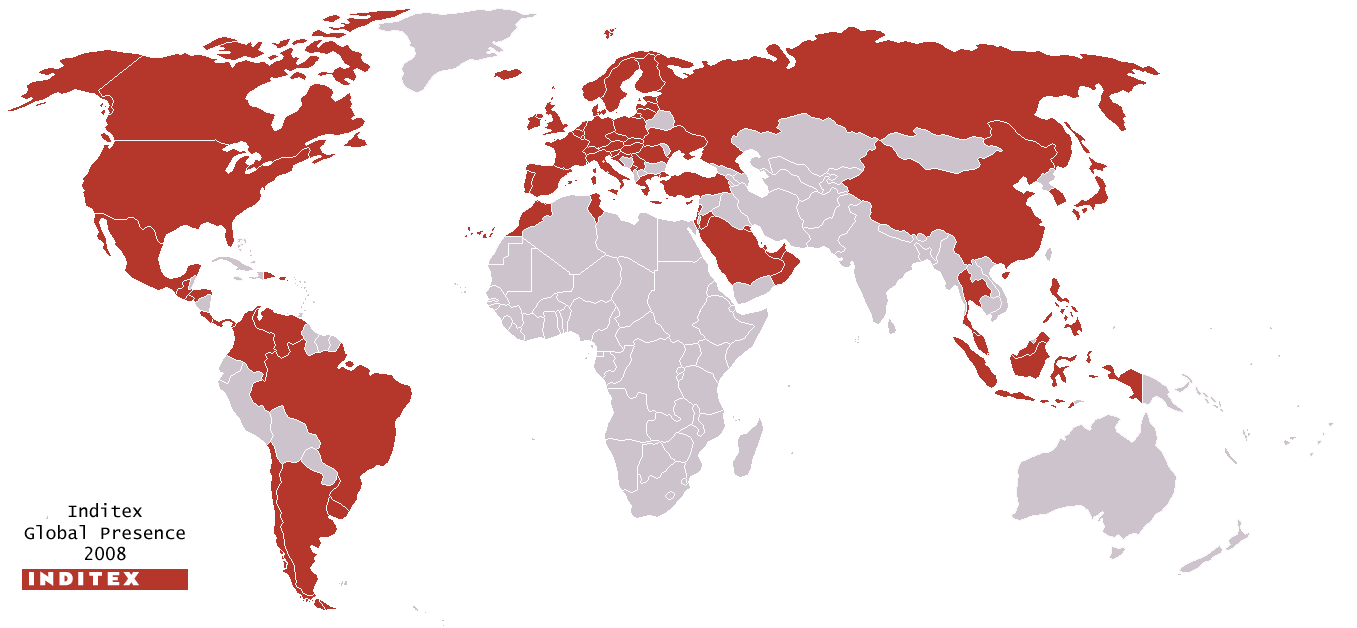 Inditex
Global Presence
2008
INDITEX